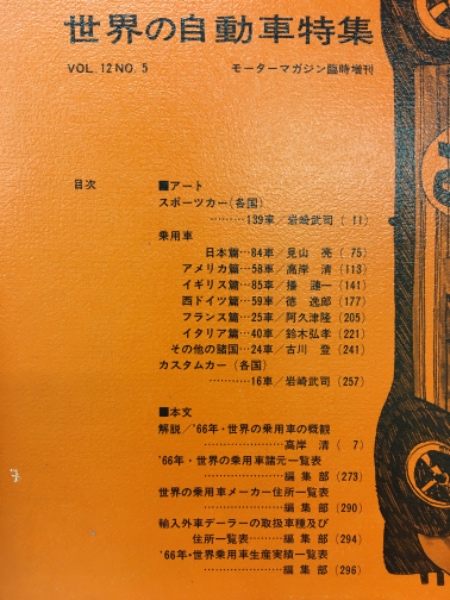 世界の自動車特集
VOL. 12 NO. 5 モーターマガジン臨時増刊
目次
■アート
スポーツカー(各国)
………139車／岩崎武司( 11)
乗用車
日本篇…84車／見山 亮( 75)
アメリカ篇…58車／高岸 清(113)
イギリス篇…85車／播 謙一(141)
西ドイツ篇…59車／徳 逸郎(177)
フランス篇…25車／阿久津隆(205)
イタリア篇…40車／鈴木弘孝(221)
その他の諸国…24車／古川 登(241)
カスタムカー(各国)
………16車／岩崎武司(257)
■本文
解説／'66年・世界の乗用車の概観
…………………高岸 清( 7)
'66年・世界の乗用車諸元一覧表
…………………編集部(273)
世界の乗用車メーカー住所一覧表
…………………編集部(290)
輸入外車デーラーの取扱車種及び
住所一覧表………編集部(294)
'66年・世界乗用車生産実績一覧表
…………………編集部(296)